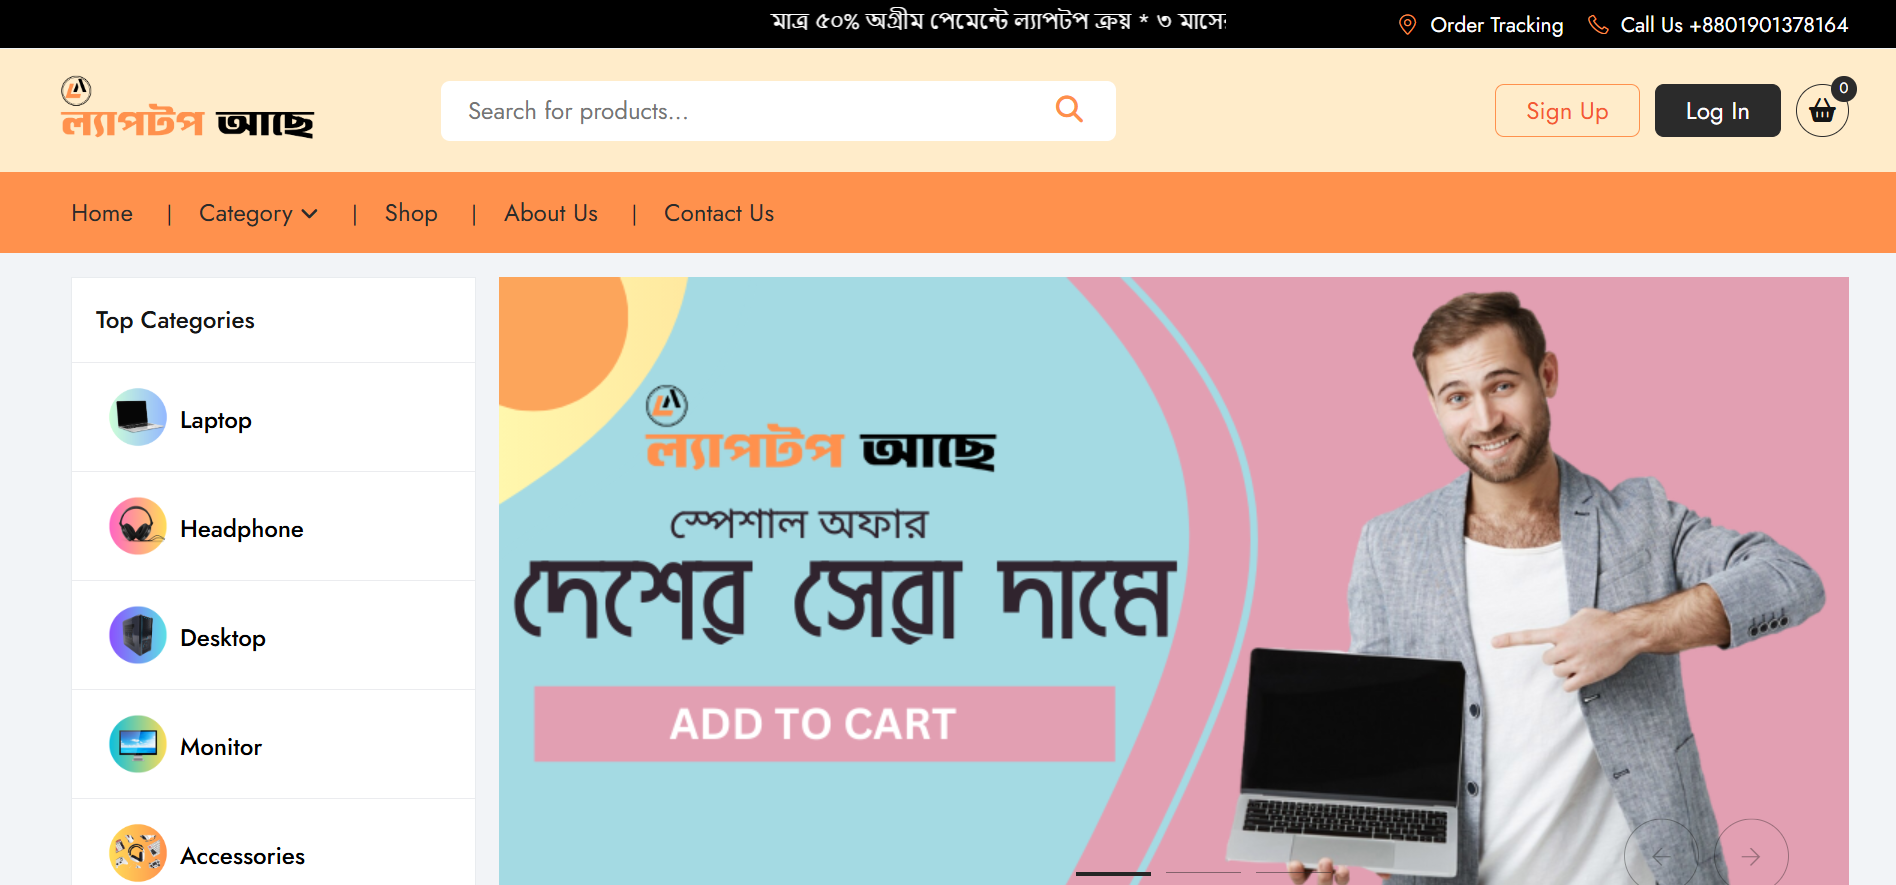 মাত্র ৫০% অগ্রীম পেমেন্টে ল্যাপটপ ক্রয় * ৩ মাসের
Order Tracking
Call Us +8801901378164
LA
ল্যাপটপ আছে
Search for products...
Sign Up
Log In
0
Home | Category | Shop | About Us | Contact Us
Top Categories
Laptop
Headphone
Desktop
Monitor
Accessories
LA
ল্যাপটপ আছে
স্পেশাল অফার
দেশের সেরা দামে
ADD TO CART